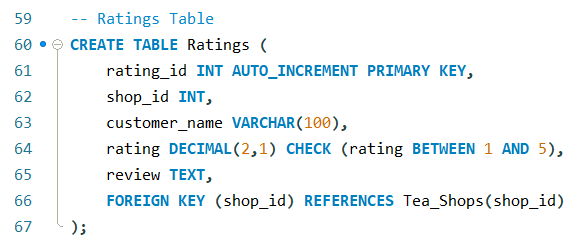 59 -- Ratings Table
60 CREATE TABLE Ratings (
61 rating_id INT AUTO_INCREMENT PRIMARY KEY,
62 shop_id INT,
63 customer_name VARCHAR(100),
64 rating DECIMAL(2,1) CHECK (rating BETWEEN 1 AND 5),
65 review TEXT,
66 FOREIGN KEY (shop_id) REFERENCES Tea_Shops(shop_id)
67 );